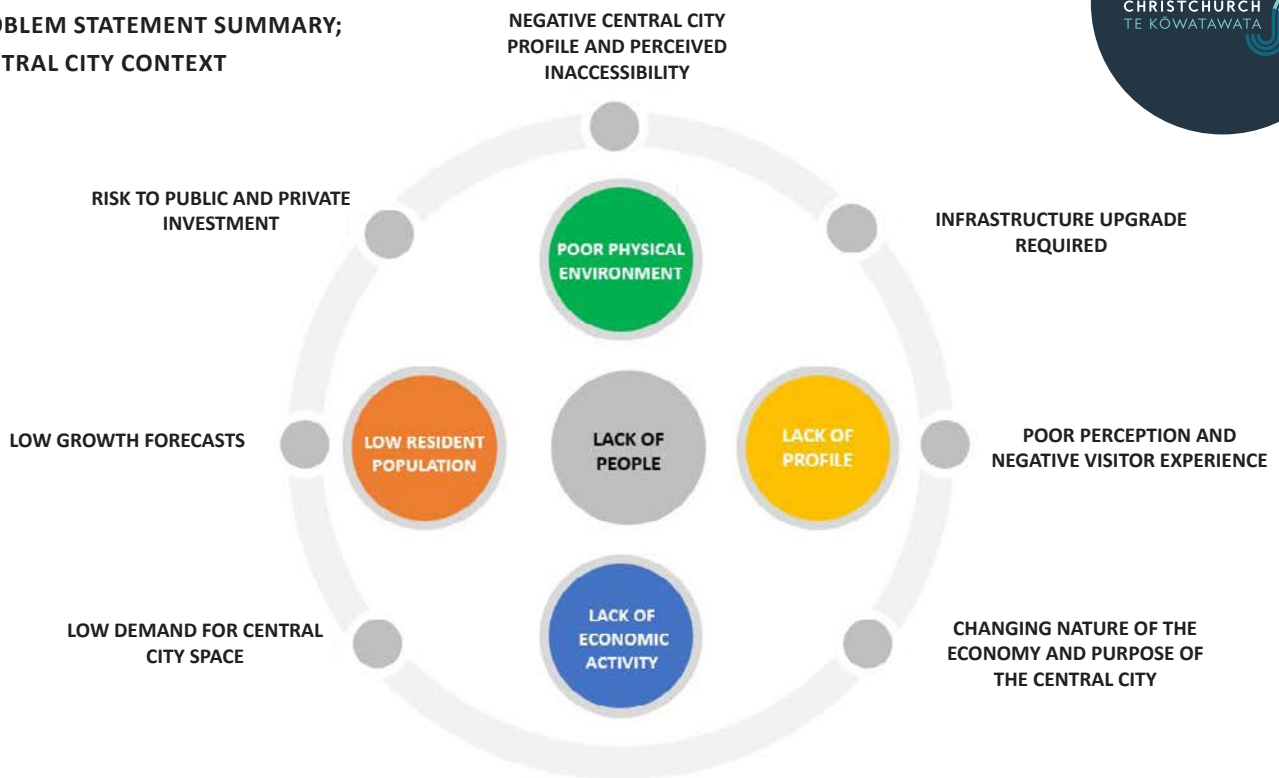 OBLEM STATEMENT SUMMARY;
TRAL CITY CONTEXT
CHRISTCHURCH
TE KŌWATAWATA
NEGATIVE CENTRAL CITY
PROFILE AND PERCEIVED
INACCESSIBILITY
RISK TO PUBLIC AND PRIVATE
INVESTMENT
INFRASTRUCTURE UPGRADE
REQUIRED
POOR PHYSICAL
ENVIRONMENT
LOW GROWTH FORECASTS
LOW RESIDENT
POPULATION
LACK OF
PEOPLE
LACK OF
PROFILE
POOR PERCEPTION AND
NEGATIVE VISITOR EXPERIENCE
LOW DEMAND FOR CENTRAL
CITY SPACE
LACK OF
ECONOMIC
ACTIVITY
CHANGING NATURE OF THE
ECONOMY AND PURPOSE OF
THE CENTRAL CITY